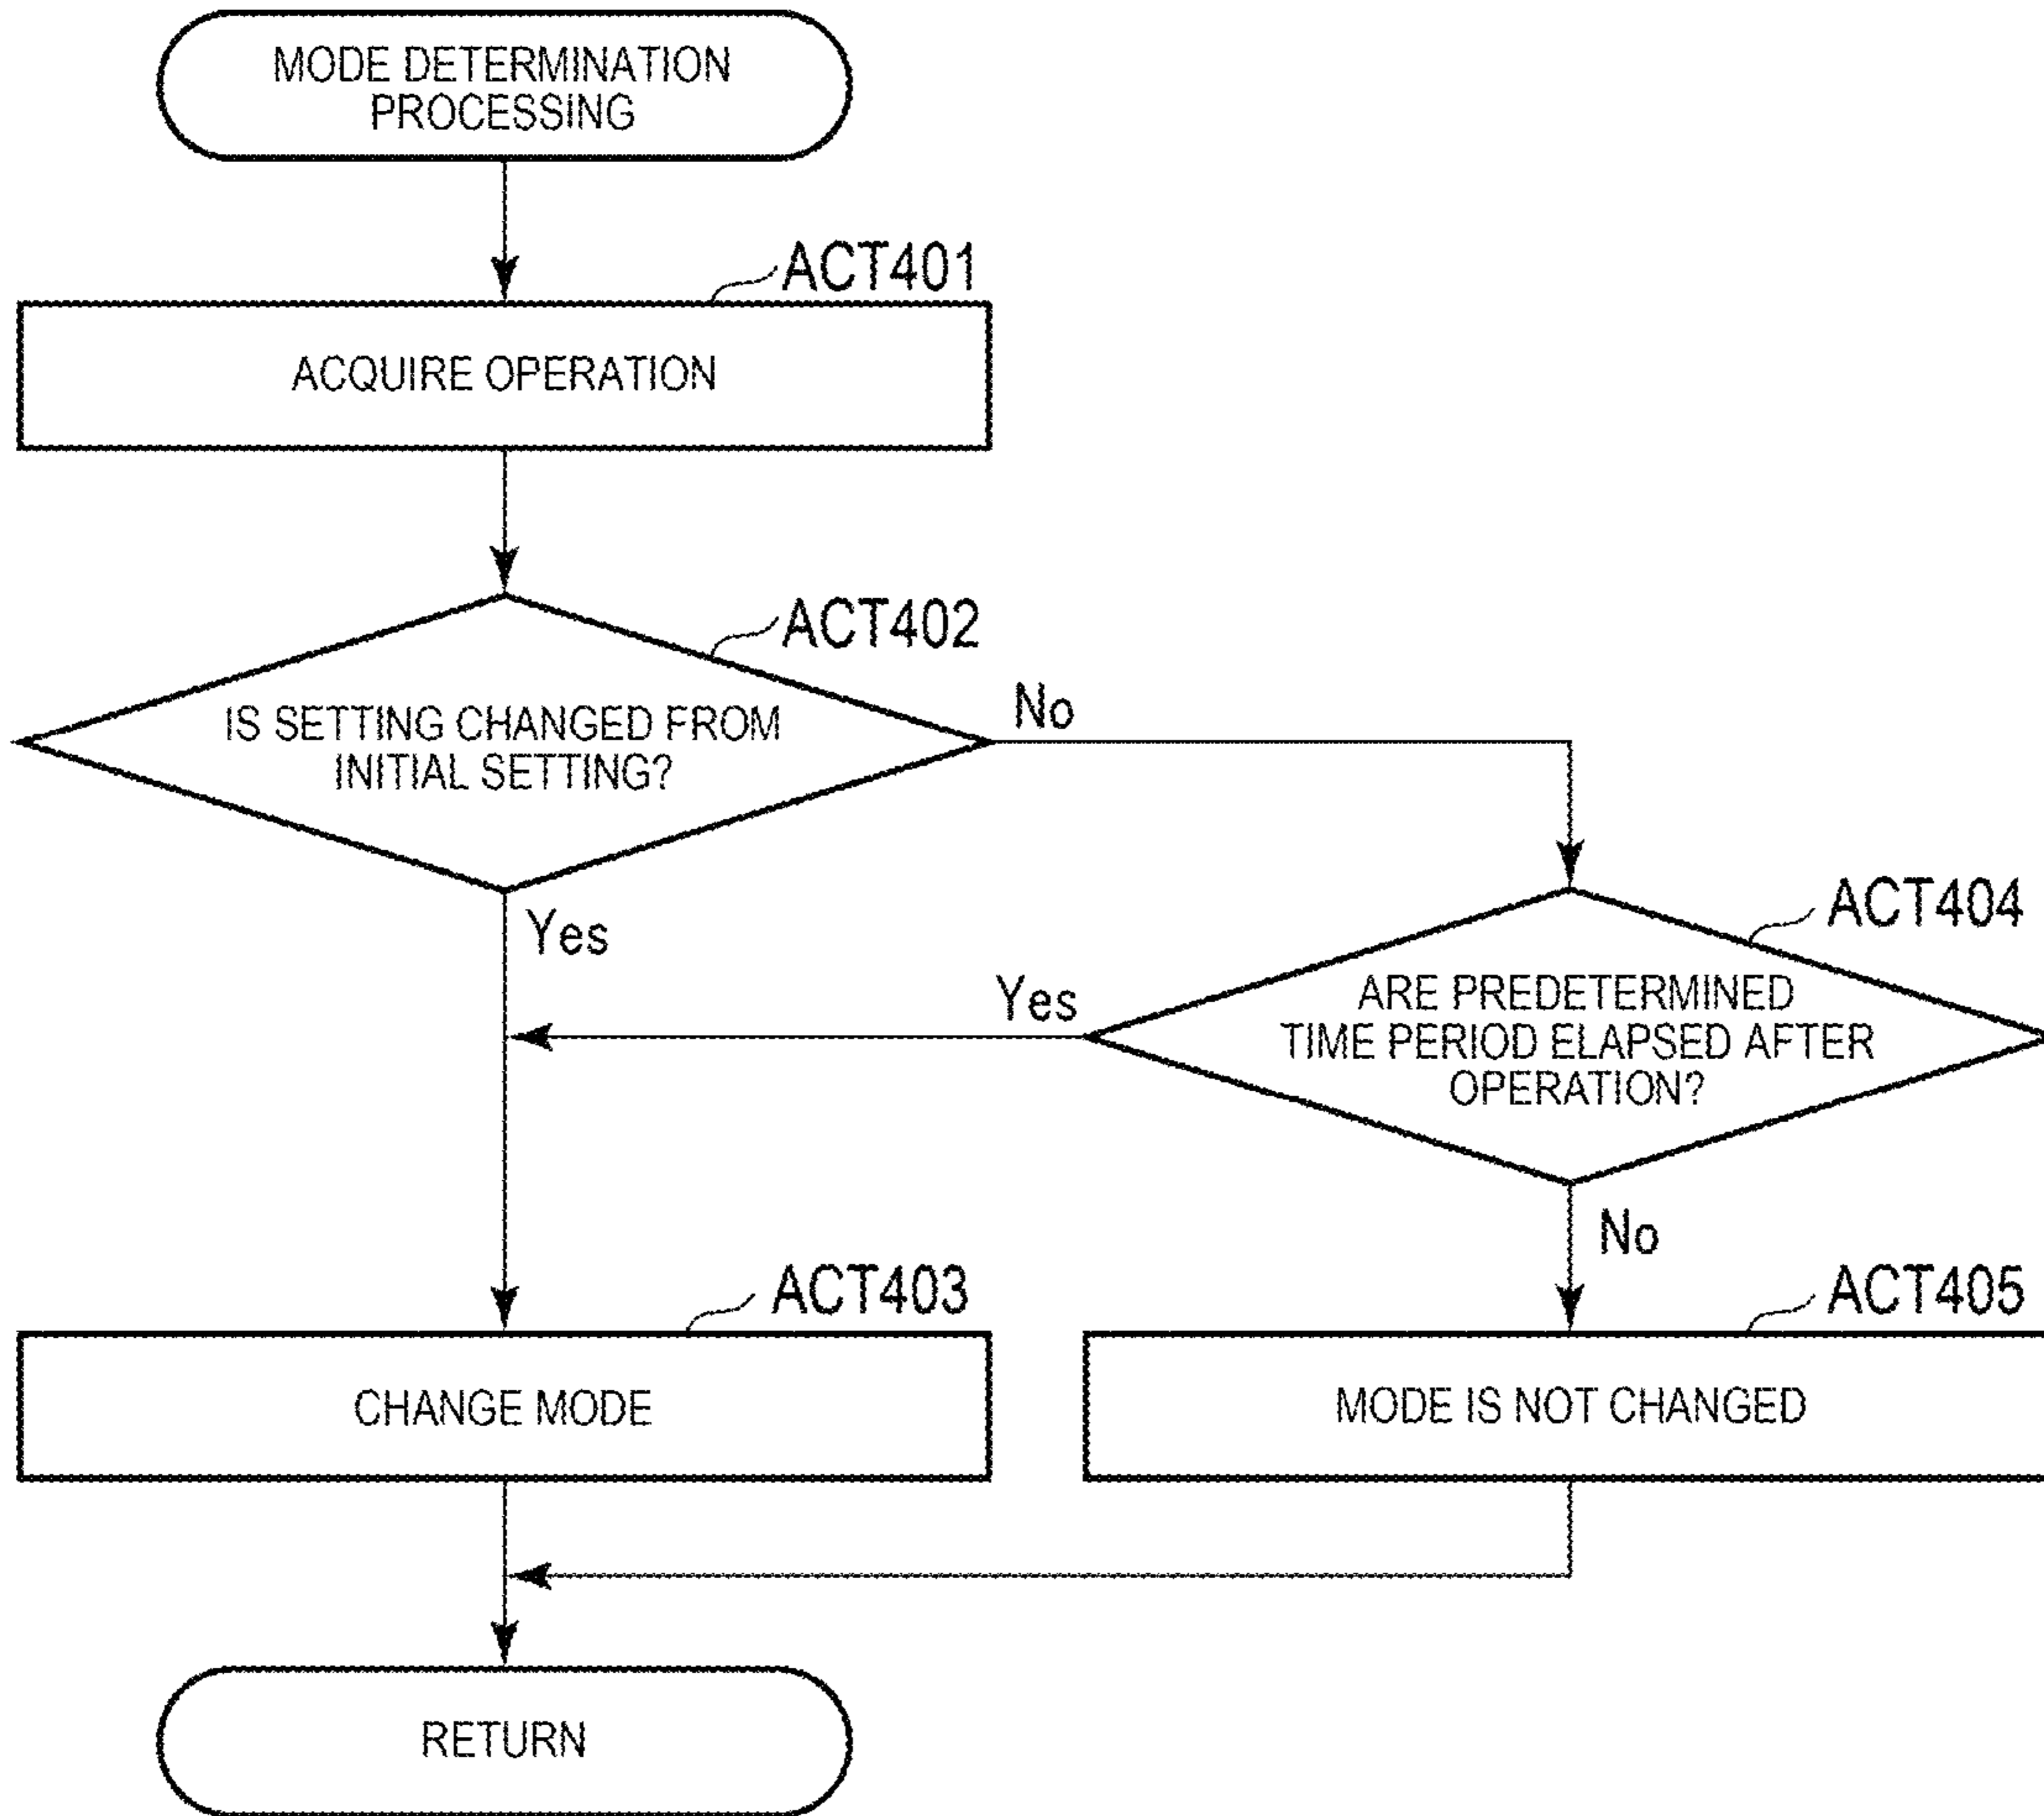 MODE DETERMINATION
PROCESSING
ACT401
ACQUIRE OPERATION
ACT402
IS SETTING CHANGED FROM
INITIAL SETTING?
No
Yes
ACT404
ARE PREDETERMINED
TIME PERIOD ELAPSED AFTER
OPERATION?
Yes
No
ACT403
CHANGE MODE
ACT405
MODE IS NOT CHANGED
RETURN